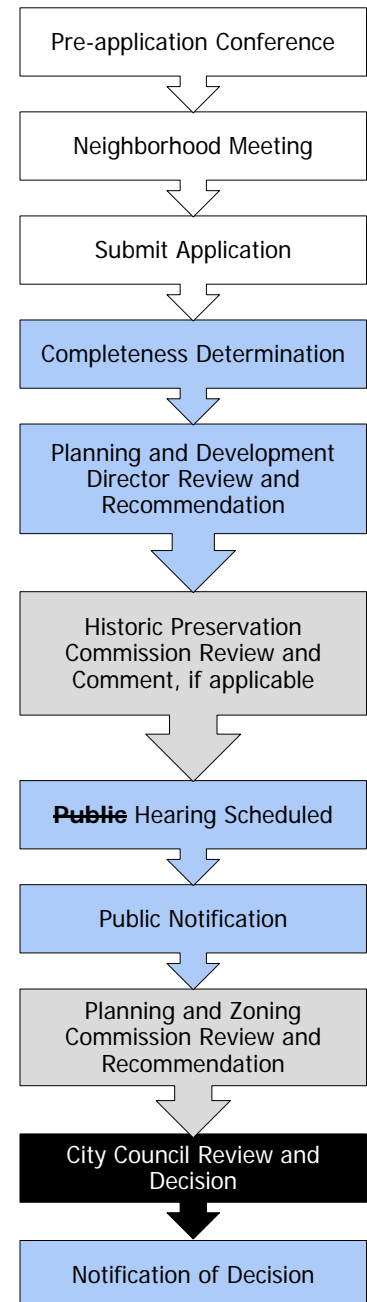 Pre-application Conference
Neighborhood Meeting
Submit Application
Completeness Determination
Planning and Development
Director Review and
Recommendation
Historic Preservation
Commission Review and
Comment, if applicable
Public Hearing Scheduled
Public Notification
Planning and Zoning
Commission Review and
Recommendation
City Council Review and
Decision
Notification of Decision